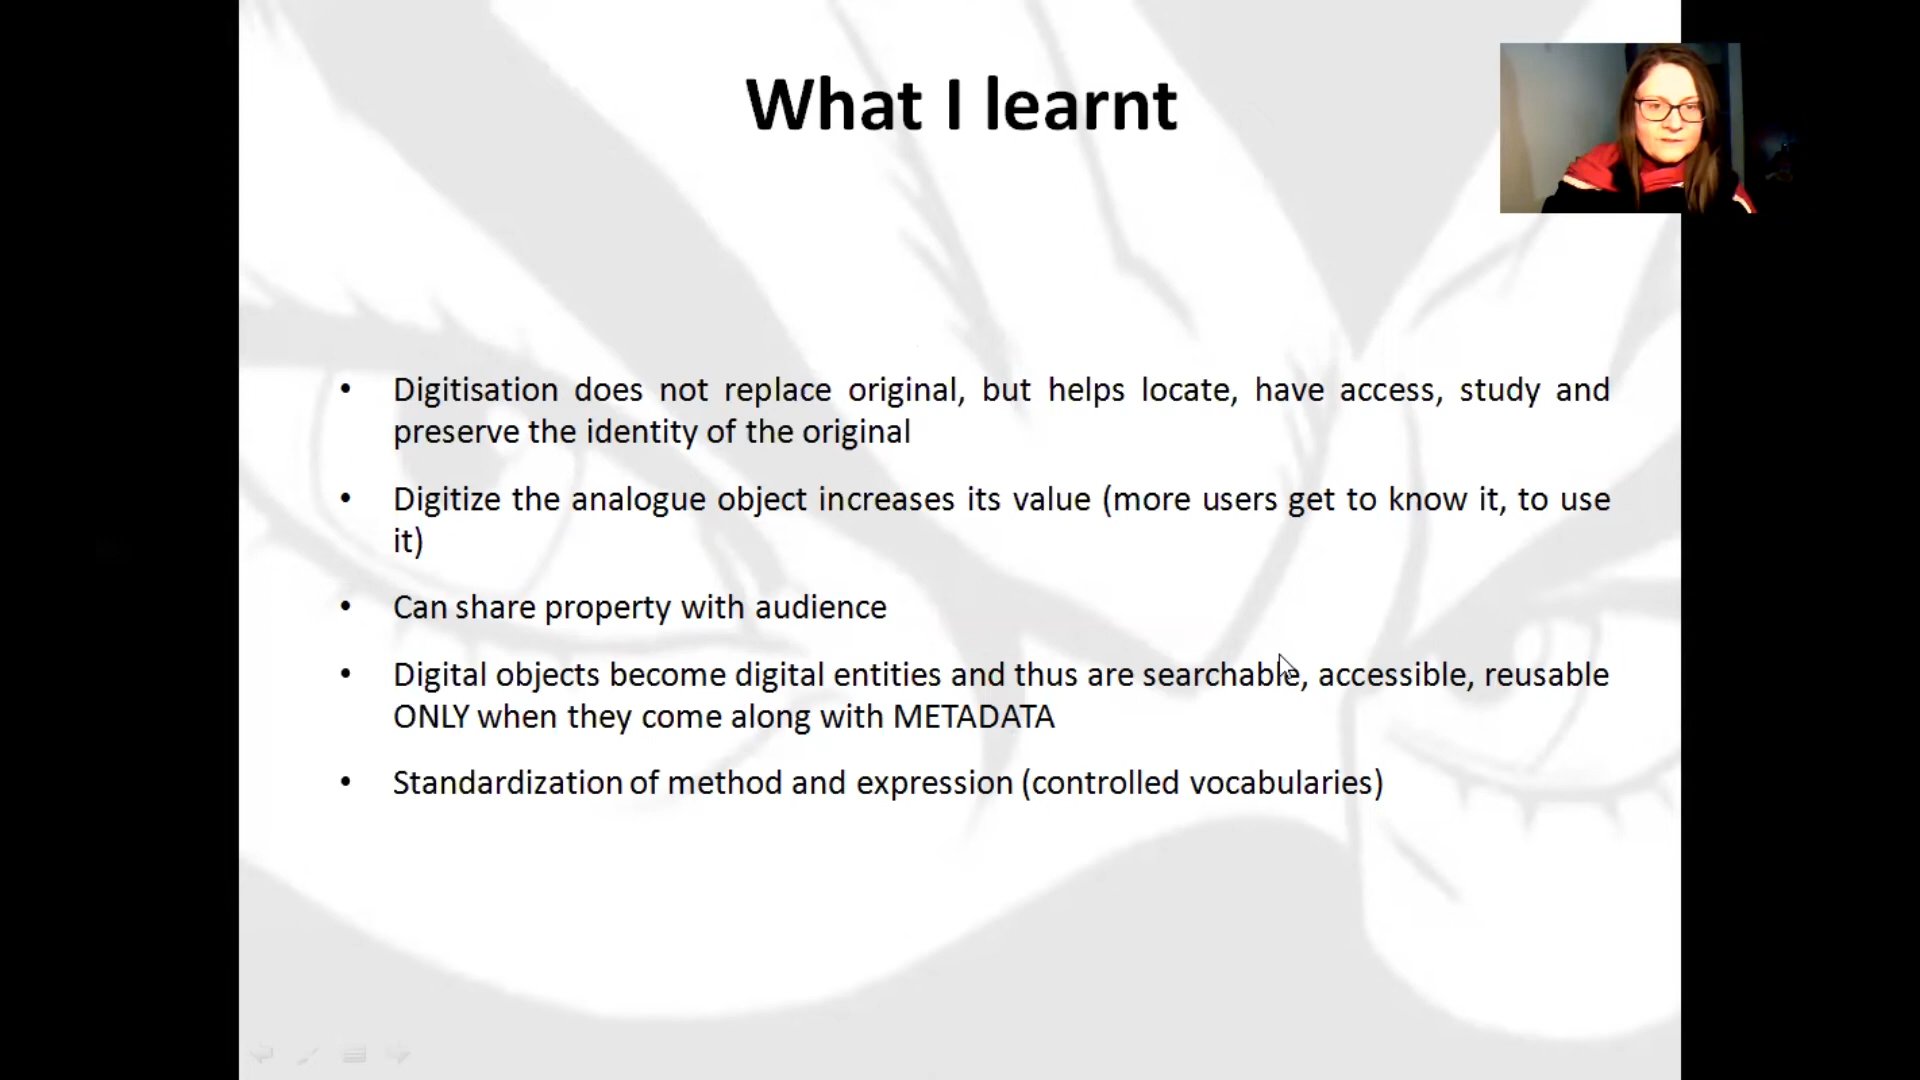 What I learnt
• Digitisation does not replace original, but helps locate, have access, study and
preserve the identity of the original
• Digitize the analogue object increases its value (more users get to know it, to use
it)
• Can share property with audience
• Digital objects become digital entities and thus are searchable, accessible, reusable
ONLY when they come along with METADATA
• Standardization of method and expression (controlled vocabularies)